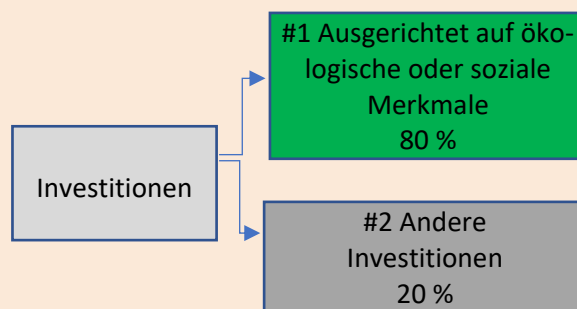 #1 Ausgerichtet auf öko-
logische oder soziale
Merkmale
80 %
Investitionen
#2 Andere
Investitionen
20 %